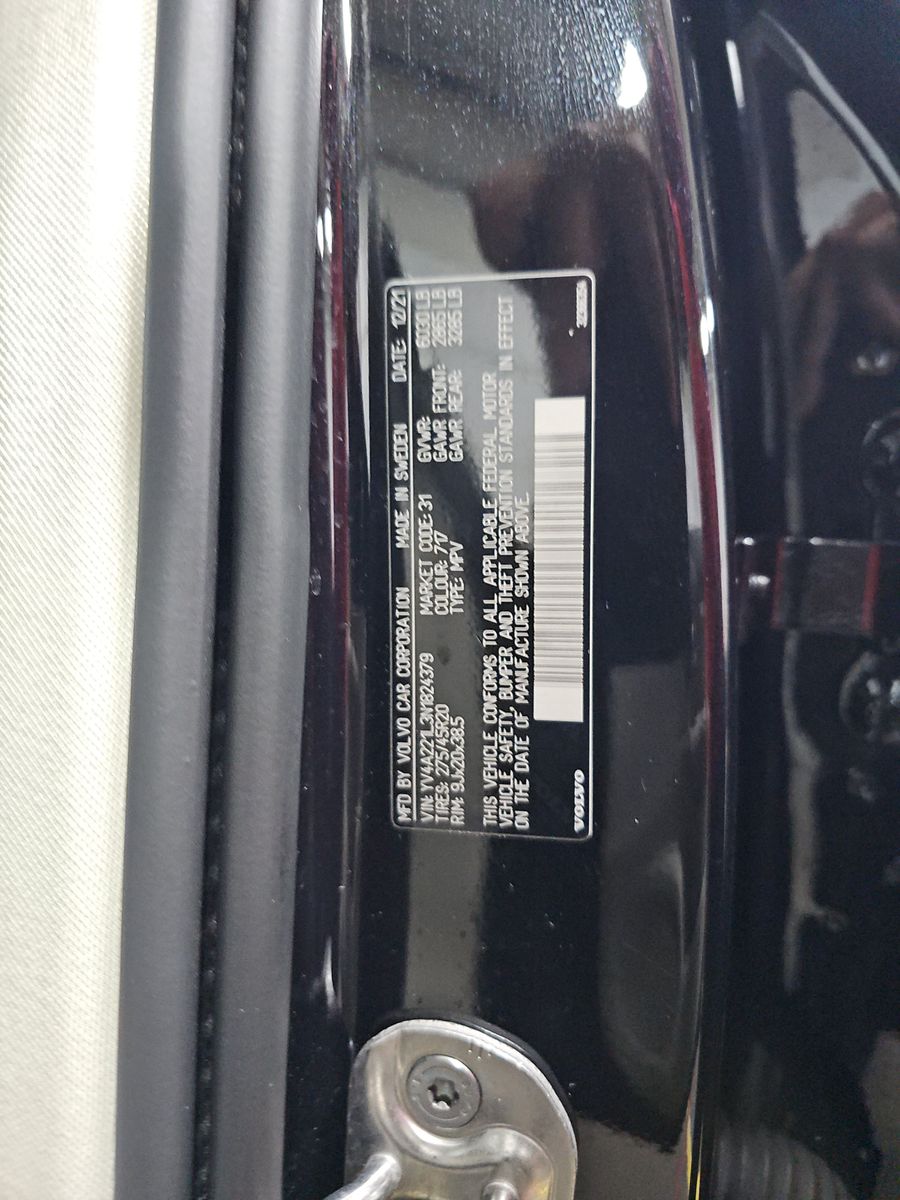 MFD BY VOLVO CAR CORPORATION MADE IN SWEDEN DATE: 12/21
VIN: YV4A221L3N1824379 MARKET CODE: 31 GVWR: 6030 LB
TIRES: 275/45R20 COLOUR: 717 GAWR FRONT: 2865 LB
RIM: 9Jx20x38.5 TYPE: MPV GAWR REAR: 3285 LB
THIS VEHICLE CONFORMS TO ALL APPLICABLE FEDERAL MOTOR
VEHICLE SAFETY, BUMPER AND THEFT PREVENTION STANDARDS IN EFFECT
ON THE DATE OF MANUFACTURE SHOWN ABOVE.
VOLVO